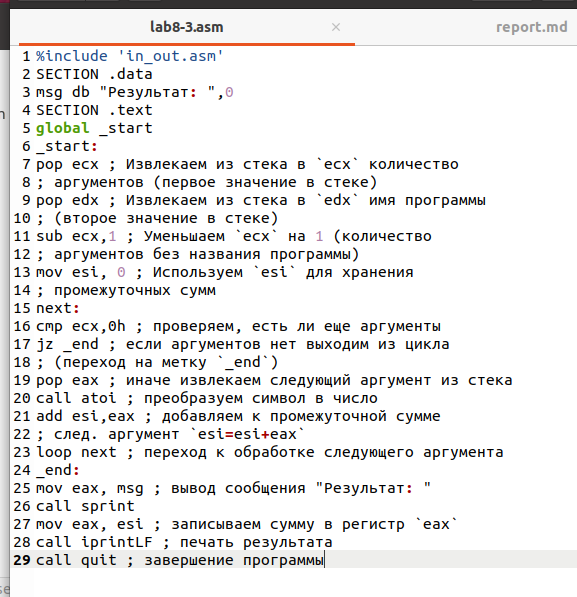 lab8-3.asm × report.md
1 %include 'in_out.asm'
2 SECTION .data
3 msg db "Результат: ",0
4 SECTION .text
5 global _start
6 _start:
7 pop ecx ; Извлекаем из стека в `ecx` количество
8 ; аргументов (первое значение в стеке)
9 pop edx ; Извлекаем из стека в `edx` имя программы
10 ; (второе значение в стеке)
11 sub ecx,1 ; Уменьшаем `ecx` на 1 (количество
12 ; аргументов без названия программы)
13 mov esi, 0 ; Используем `esi` для хранения
14 ; промежуточных сумм
15 next:
16 cmp ecx,0h ; проверяем, есть ли еще аргументы
17 jz _end ; если аргументов нет выходим из цикла
18 ; (переход на метку `_end`)
19 pop eax ; иначе извлекаем следующий аргумент из стека
20 call atoi ; преобразуем символ в число
21 add esi,eax ; добавляем к промежуточной сумме
22 ; след. аргумент `esi=esi+eax`
23 loop next ; переход к обработке следующего аргумента
24 _end:
25 mov eax, msg ; вывод сообщения "Результат: "
26 call sprint
27 mov eax, esi ; записываем сумму в регистр `eax`
28 call iprintLF ; печать результата
29 call quit ; завершение программы